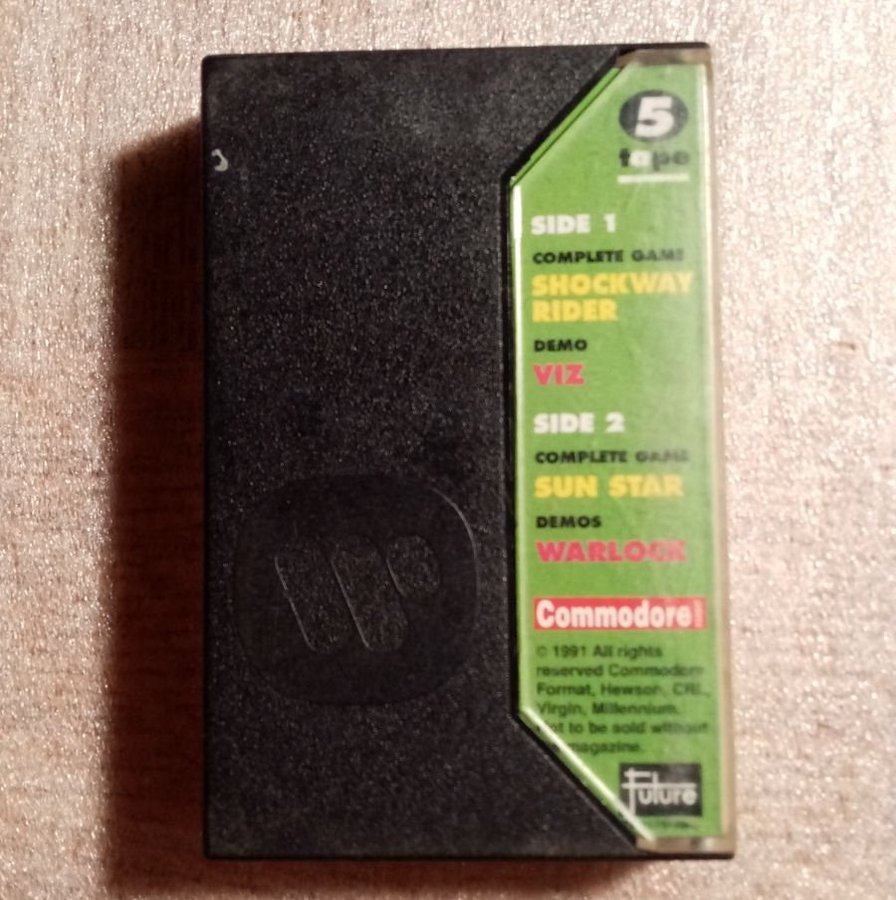 5
tape
SIDE 1
COMPLETE GAME
SHOCKWAY
RIDER
DEMO
VIZ
SIDE 2
COMPLETE GAME
SUN STAR
DEMOS
WARLOCK
Commodore
© 1991 All rights
reserved Commodore
Format, Hewson, CRL,
Virgin, Millennium.
Not to be sold without
magazine.
Future